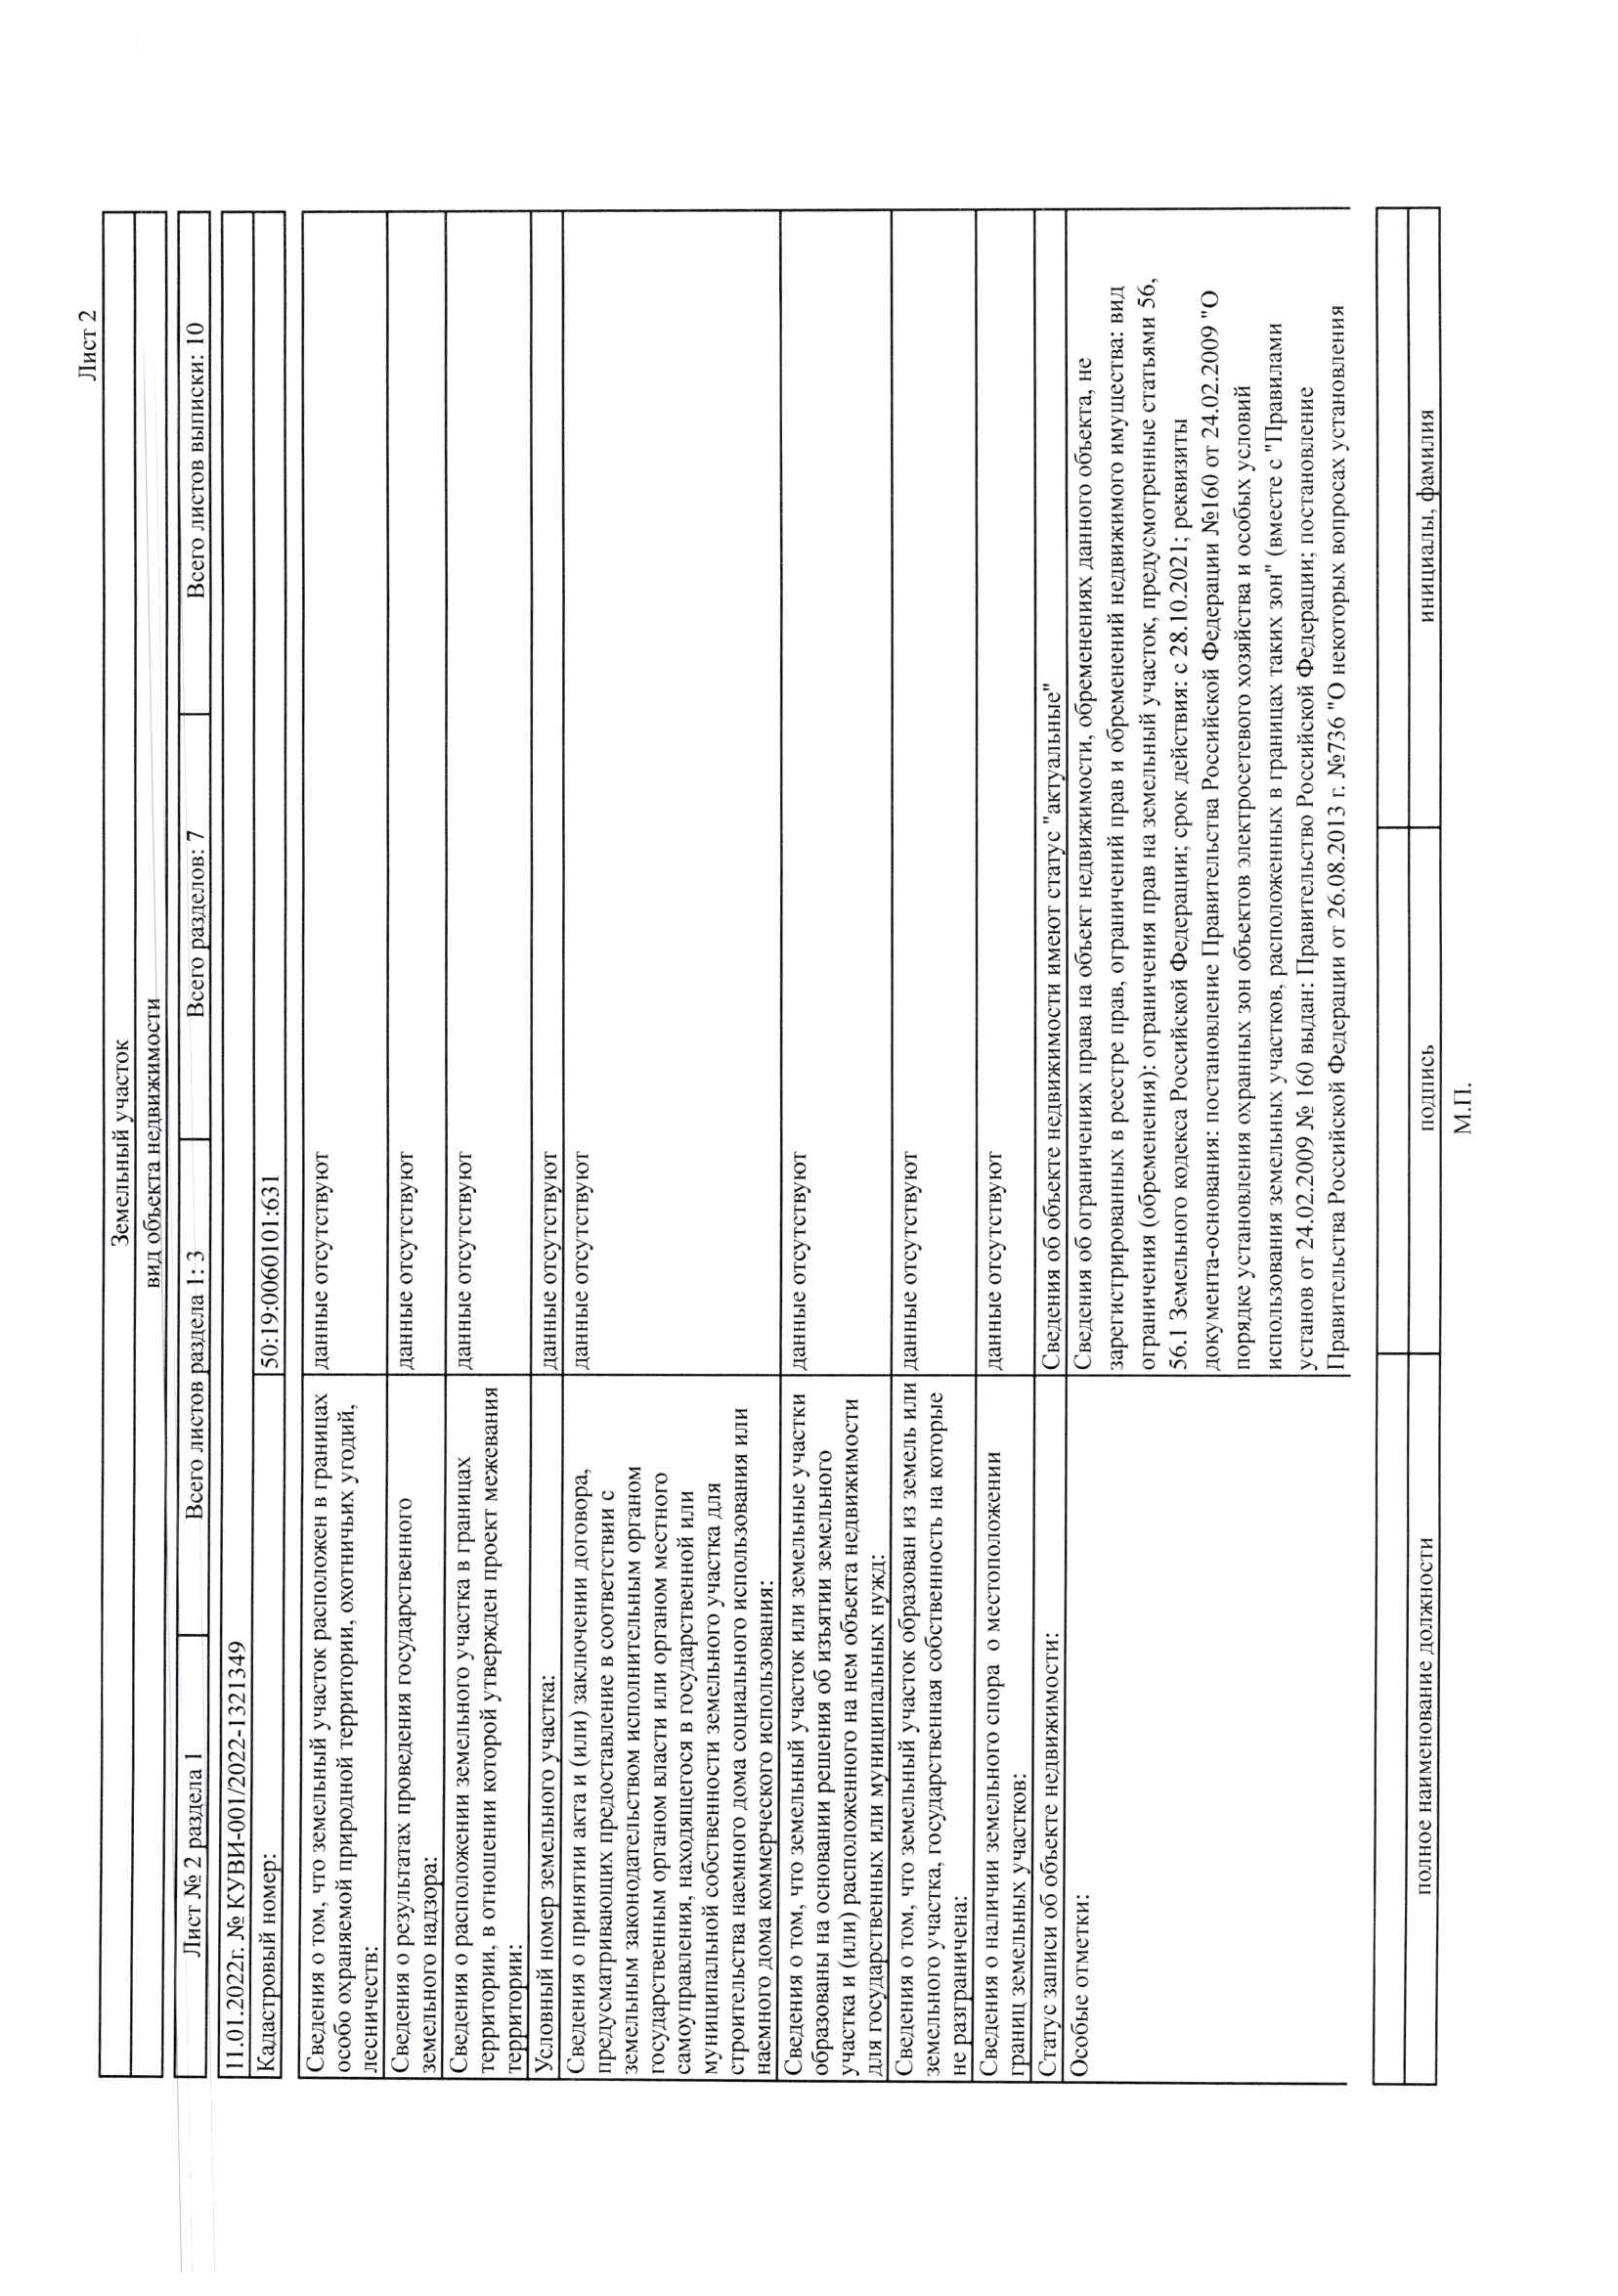 Лист 2
Земельный участок
вид объекта недвижимости
Лист № 2 раздела 1 Всего листов раздела 1: 3 Всего разделов: 7 Всего листов выписки: 10
11.01.2022г. № КУВИ-001/2022-1321349
Кадастровый номер: 50:19:0060101:631
Сведения о том, что земельный участок расположен в границах данные отсутствуют
особо охраняемой природной территории, охотничьих угодий,
лесничеств:
Сведения о результатах проведения государственного данные отсутствуют
земельного надзора:
Сведения о расположении земельного участка в границах данные отсутствуют
территории, в отношении которой утвержден проект межевания
территории:
Условный номер земельного участка: данные отсутствуют
Сведения о принятии акта и (или) заключении договора, данные отсутствуют
предусматривающих предоставление в соответствии с
земельным законодательством исполнительным органом
государственным органом власти или органом местного
самоуправления, находящегося в государственной или
муниципальной собственности земельного участка для
строительства наемного дома социального использования или
наемного дома коммерческого использования:
Сведения о том, что земельный участок или земельные участки данные отсутствуют
образованы на основании решения об изъятии земельного
участка и (или) расположенного на нем объекта недвижимости
для государственных или муниципальных нужд:
Сведения о том, что земельный участок образован из земель или данные отсутствуют
земельного участка, государственная собственность на которые
не разграничена:
Сведения о наличии земельного спора о местоположении данные отсутствуют
границ земельных участков:
Статус записи об объекте недвижимости: Сведения об объекте недвижимости имеют статус "актуальные"
Особые отметки: Сведения об ограничениях права на объект недвижимости, обременениях данного объекта, не
зарегистрированных в реестре прав, ограничений прав и обременений недвижимого имущества: вид
ограничения (обременения): ограничения прав на земельный участок, предусмотренные статьями 56,
56.1 Земельного кодекса Российской Федерации; срок действия: с 28.10.2021; реквизиты
документа-основания: постановление Правительства Российской Федерации №160 от 24.02.2009 "О
порядке установления охранных зон объектов электросетевого хозяйства и особых условий
использования земельных участков, расположенных в границах таких зон" (вместе с "Правилами
установ от 24.02.2009 № 160 выдан: Правительство Российской Федерации; постановление
Правительства Российской Федерации от 26.08.2013 г. №736 "О некоторых вопросах установления
полное наименование должности подпись инициалы, фамилия
М.П.